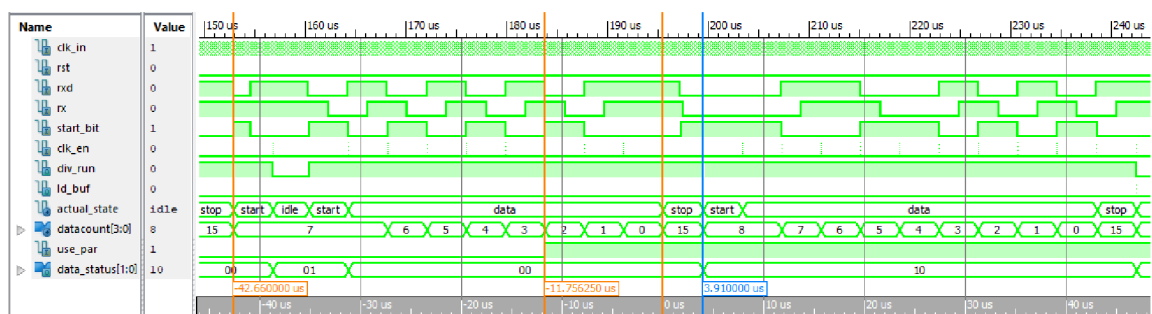 Name Value 150 us 160 us 170 us 180 us 190 us 200 us 210 us 220 us 230 us 240 us
clk_in 1
rst 0
rxd 0
rx 0
start_bit 1
clk_en 0
div_run 0
ld_buf 0
actual_state idle stop start idle start data stop start data stop
datacount[3:0] 8 15 7 6 5 4 3 2 1 0 15 8 7 6 5 4 3 2 1 0 15
use_par 1
data_status[1:0] 10 00 01 00 10
-42.660000 us -11.756250 us 3.910000 us
-40 us -30 us -20 us -10 us 0 us 10 us 20 us 30 us 40 us